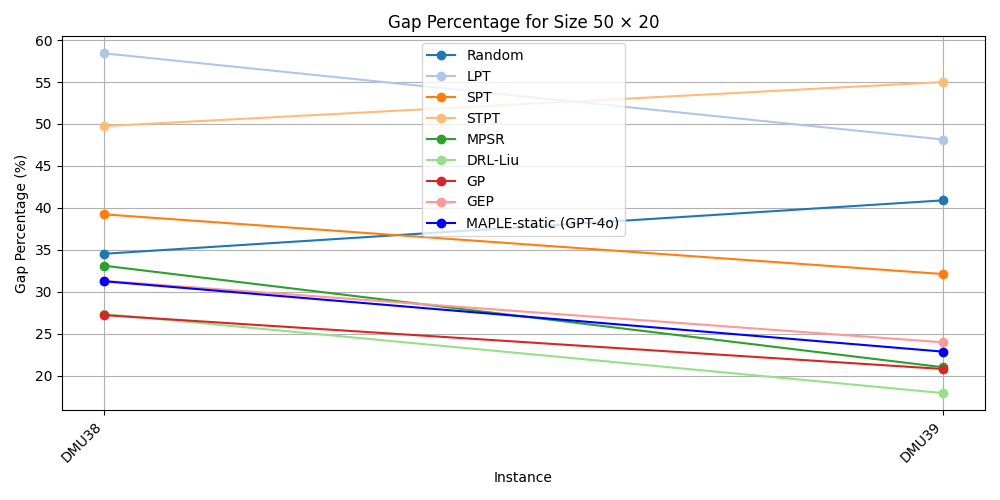 Gap Percentage for Size 50 × 20
Gap Percentage (%)
60
55
50
45
40
35
30
25
20
Random
LPT
SPT
STPT
MPSR
DRL-Liu
GP
GEP
MAPLE-static (GPT-4o)
DMU38
DMU39
Instance